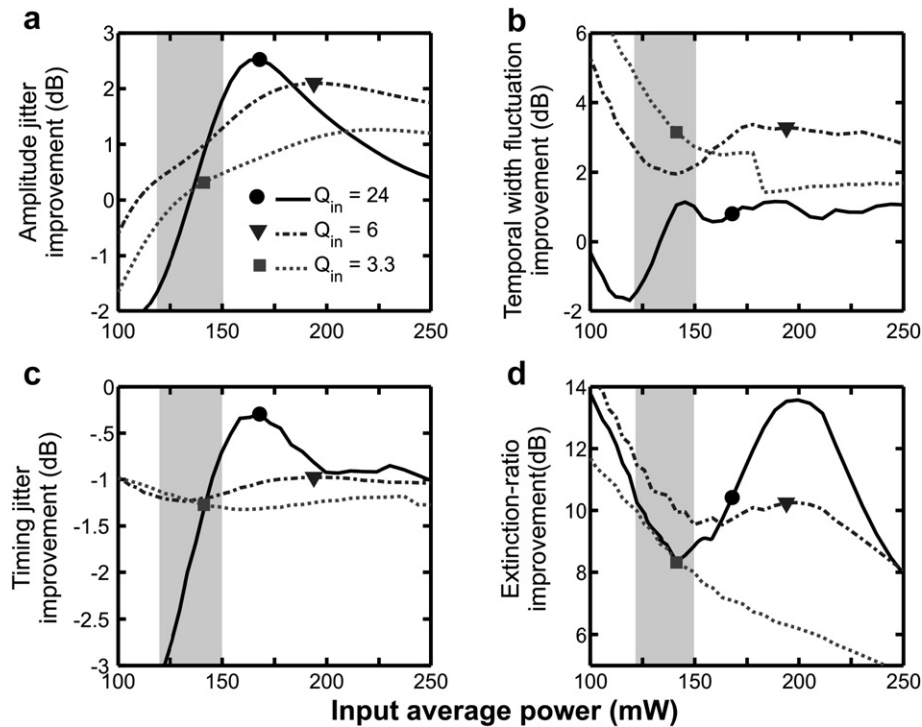 a
Amplitude jitter
improvement (dB)
3
2
1
0
-1
-2
100
150
200
250
Q_in = 24
Q_in = 6
Q_in = 3.3
b
Temporal width fluctuation
improvement (dB)
6
4
2
0
-2
100
150
200
250
c
Timing jitter
improvement (dB)
-0
-.5
-1
-1.5
-2
-2.5
-3
100
150
200
250
d
Extinction-ratio
improvement(dB)
14
12
10
8
6
100
150
200
250
Input average power (mW)